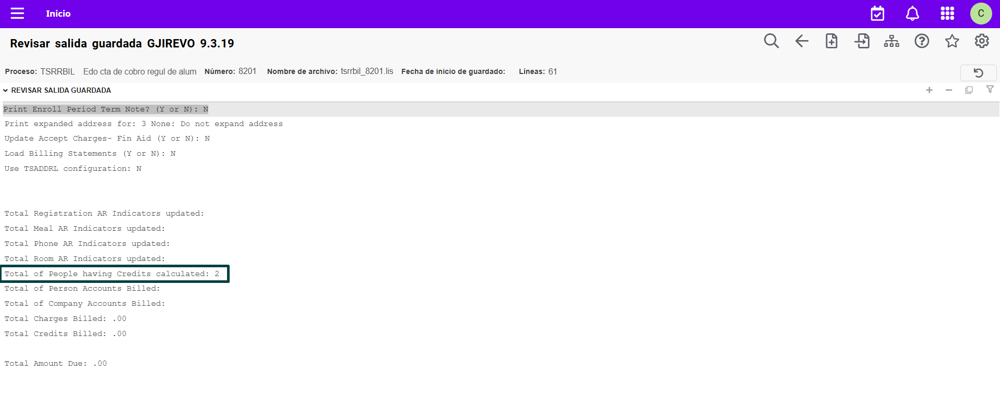 Inicio
C
Revisar salida guardada GJIREVO 9.3.19
Proceso: TSRRBIL Edo cta de cobro regul de alum Número: 8201 Nombre de archivo: tsrrbil_8201.lis Fecha de inicio de guardado: Líneas: 61
REVISAR SALIDA GUARDADA
Print Enroll Period Term Note? (Y or N): N
Print expanded address for: 3 None: Do not expand address
Update Accept Charges- Fin Aid (Y or N): N
Load Billing Statements (Y or N): N
Use TSADDRL configuration: N
Total Registration AR Indicators updated:
Total Meal AR Indicators updated:
Total Phone AR Indicators updated:
Total Room AR Indicators updated:
Total of People having Credits calculated: 2
Total of Person Accounts Billed:
Total of Company Accounts Billed:
Total Charges Billed: .00
Total Credits Billed: .00
Total Amount Due: .00